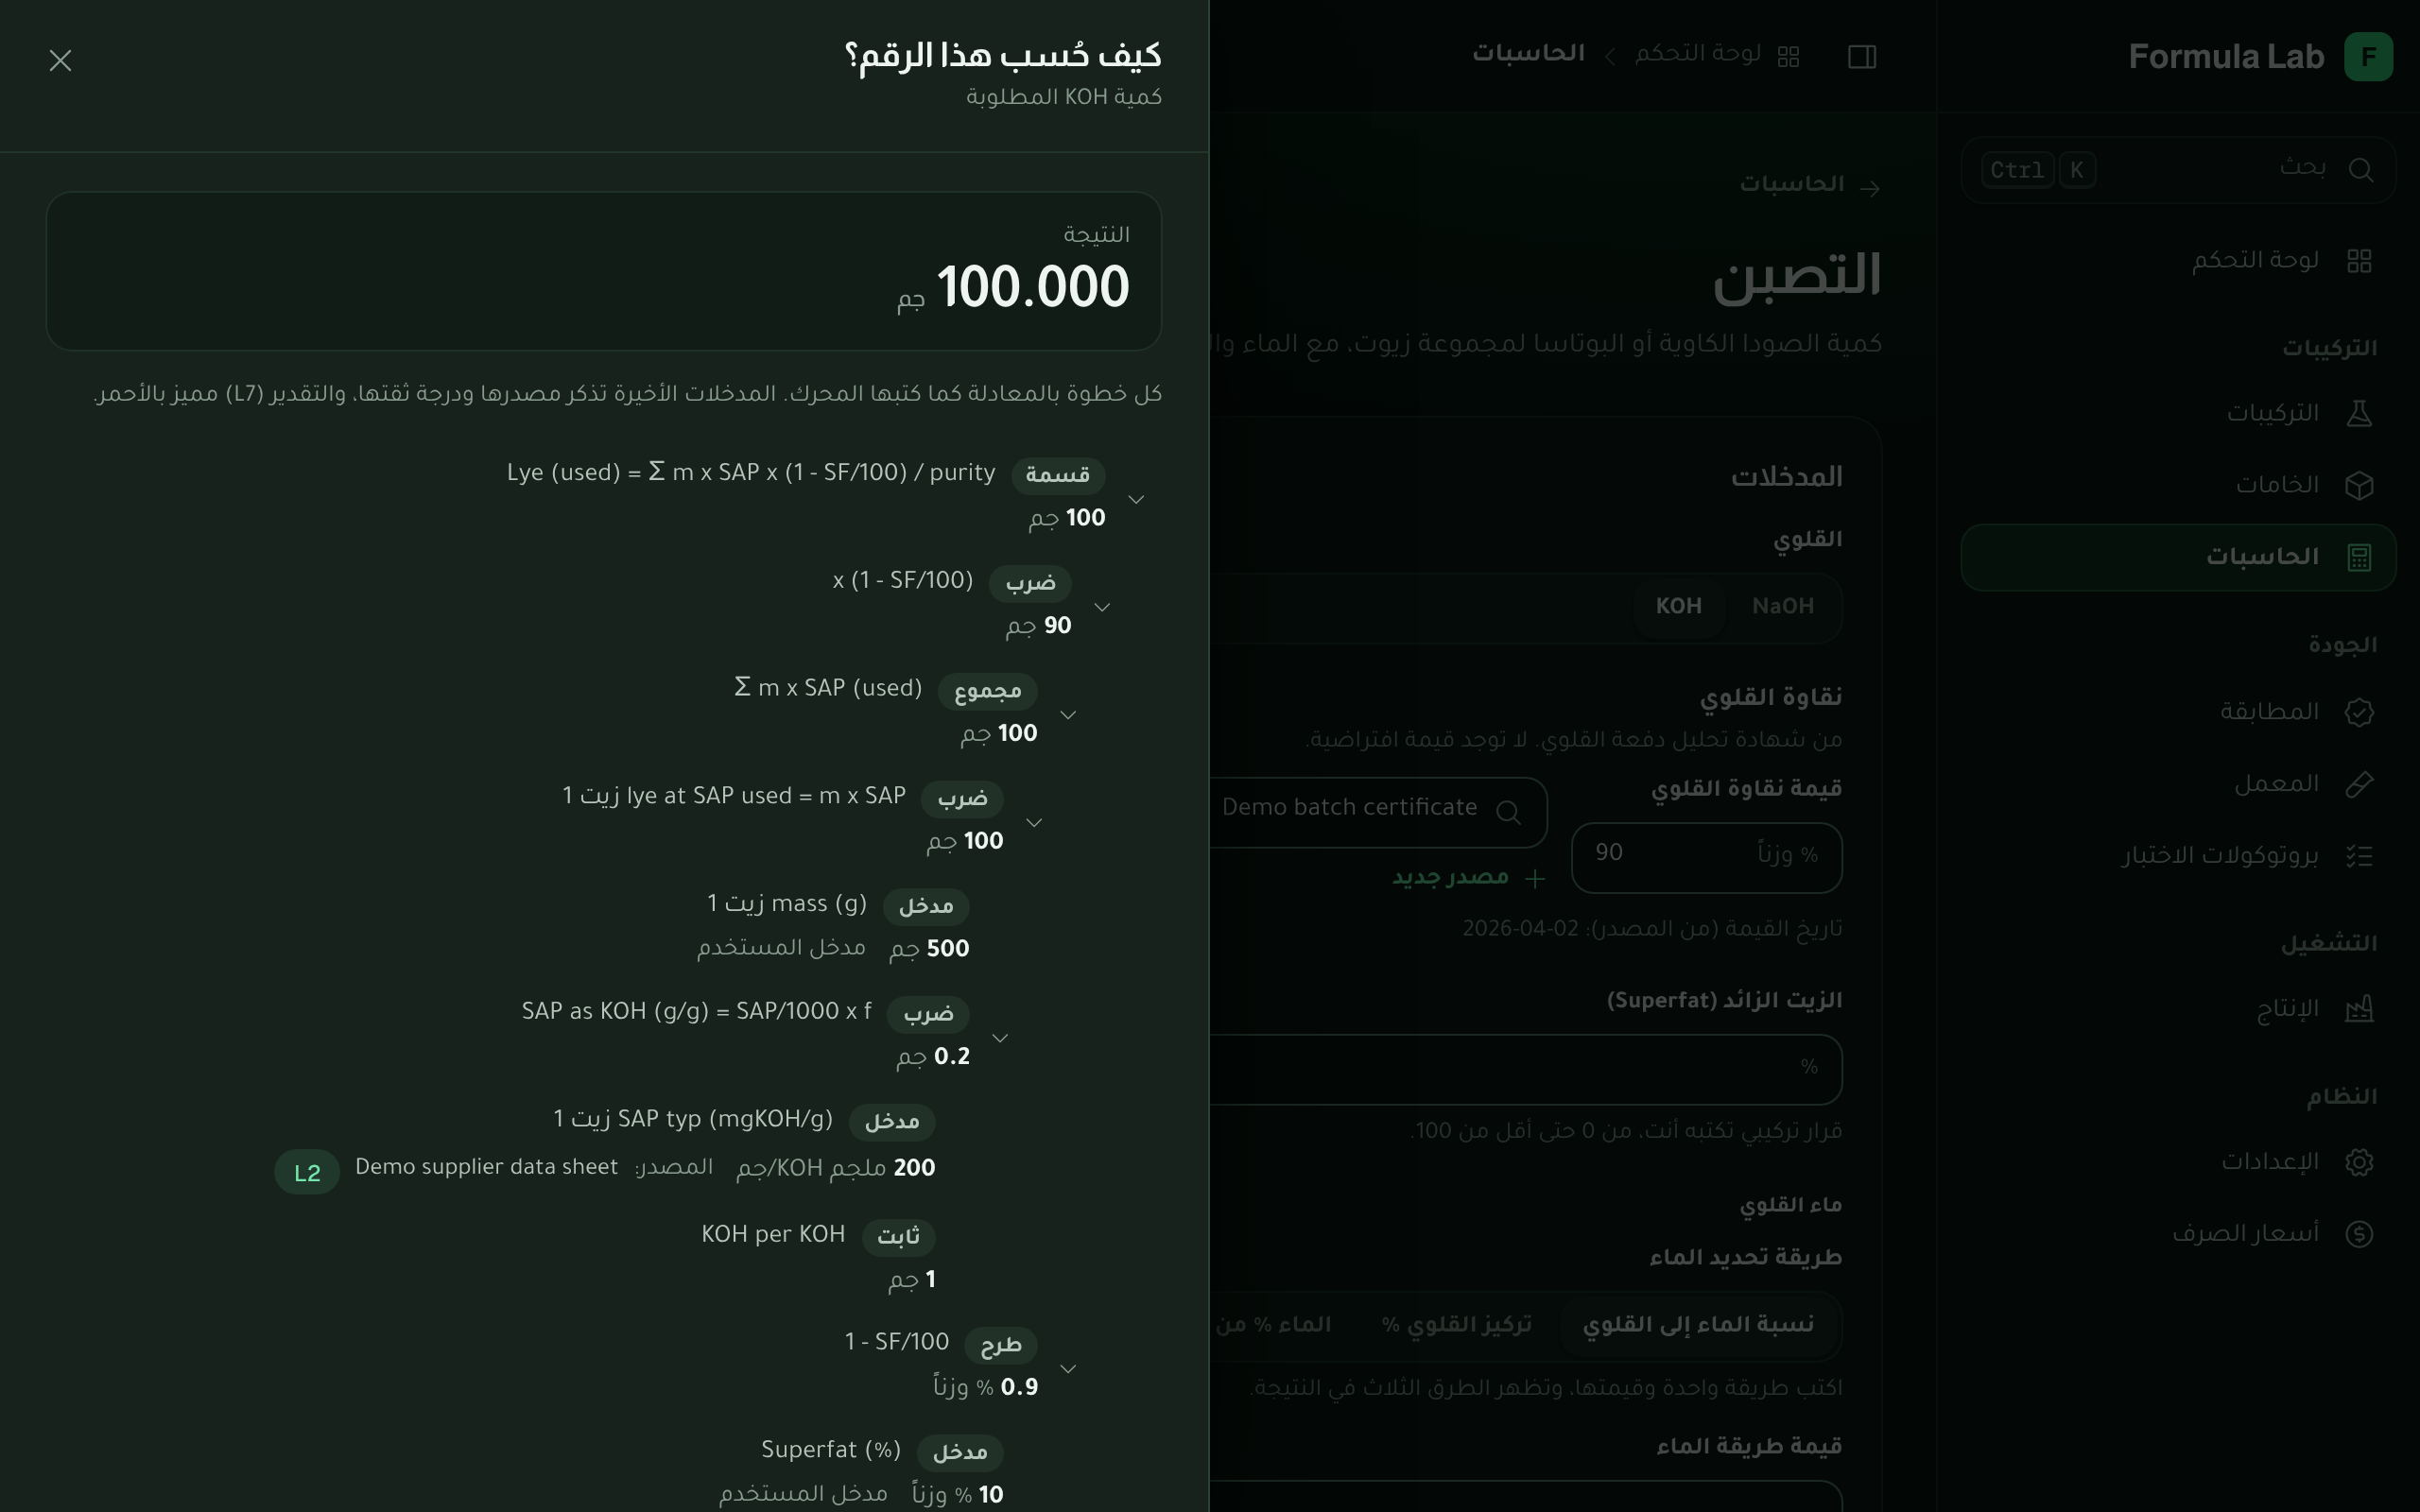 Formula Lab
F
بحث
Ctrl K
لوحة التحكم
التركيبات
التركيبات
الخامات
الحاسبات
الجودة
المطابقة
المعمل
بروتوكولات الاختبار
التشغيل
الإنتاج
النظام
الإعدادات
أسعار الصرف
لوحة التحكم
الحاسبات
الحاسبات
التصبن
كمية الصودا الكاوية أو البوتاسا لمجموعة زيوت، مع الماء
المدخلات
القلوي
NaOH
KOH
نقاوة القلوي
من شهادة تحليل دفعة القلوي. لا توجد قيمة افتراضية.
قيمة نقاوة القلوي
90 % وزناً
Demo batch certificate
مصدر جديد
تاريخ القيمة (من المصدر): 2026-04-02
الزيت الزائد (Superfat)
%
قرار تركيبي تكتبه أنت، من 0 حتى أقل من 100.
ماء القلوي
طريقة تحديد الماء
نسبة الماء إلى القلوي
تركيز القلوي %
الماء % من
اكتب طريقة واحدة وقيمتها، وتظهر الطرق الثلاث في النتيجة.
قيمة طريقة الماء
كيف حُسب هذا الرقم؟
كمية KOH المطلوبة
النتيجة
100.000 جم
كل خطوة بالمعادلة كما كتبها المحرك. المدخلات الأخيرة تذكر مصدرها ودرجة ثقتها، والتقدير (L7) مميز بالأحمر.
قسمة Lye (used) = Σ m x SAP x (1 - SF/100) / purity
100 جم
ضرب x (1 - SF/100)
90 جم
مجموع Σ m x SAP (used)
100 جم
ضرب lye at SAP used = m x SAP زيت 1
100 جم
مدخل mass (g) زيت 1
500 جم مدخل المستخدم
ضرب SAP as KOH (g/g) = SAP/1000 x f
0.2 جم
مدخل SAP typ (mgKOH/g) زيت 1
200 ملجم KOH/جم المصدر: Demo supplier data sheet L2
ثابت KOH per KOH
1 جم
طرح 1 - SF/100
0.9 % وزناً
مدخل Superfat (%)
10 % وزناً مدخل المستخدم